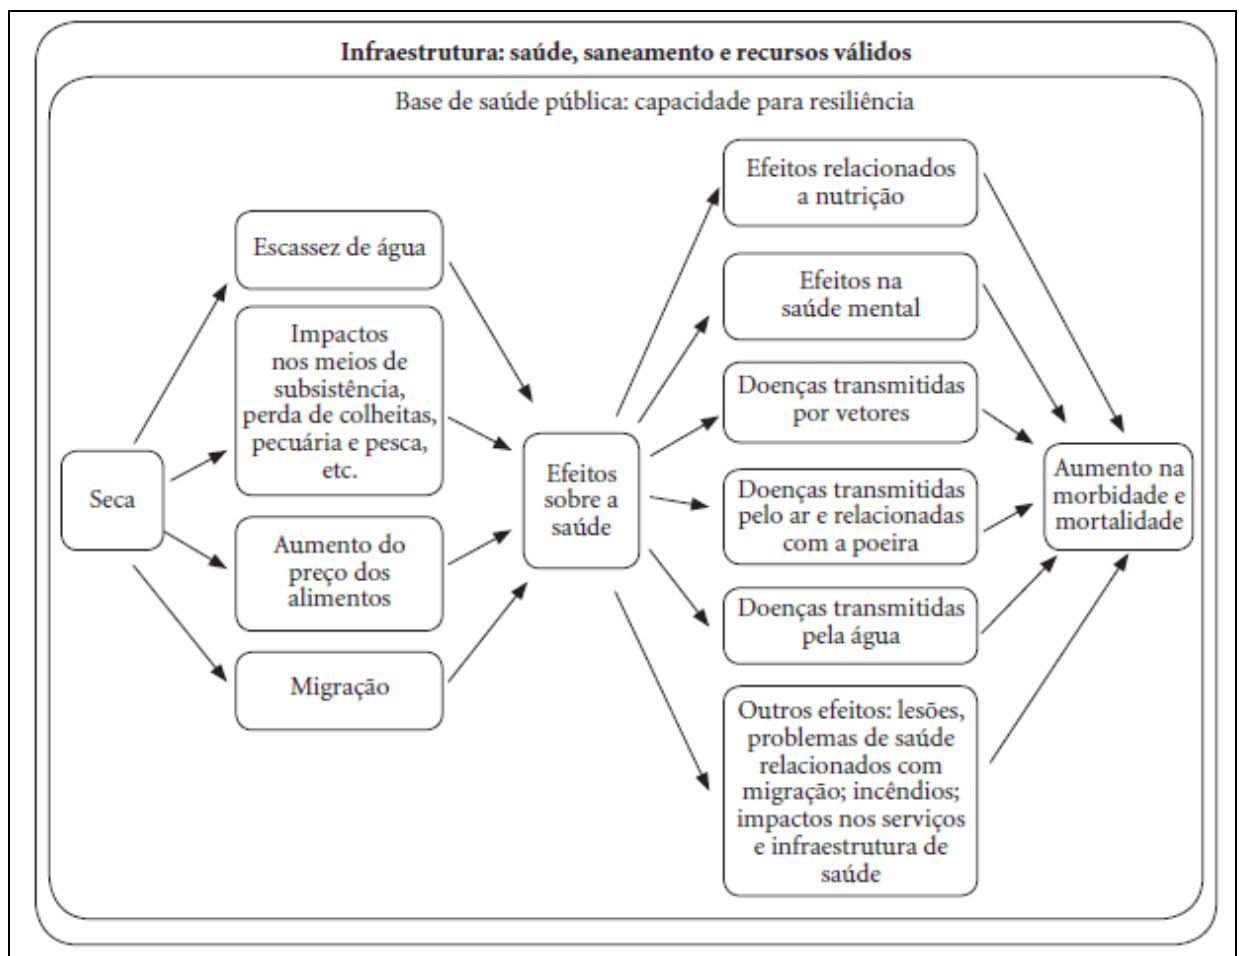 Infraestrutura: saúde, saneamento e recursos válidos
Base de saúde pública: capacidade para resiliência
Seca
Escassez de água
Impactos
nos meios de
subsistência,
perda de colheitas,
pecuária e pesca,
etc.
Aumento do
preço dos
alimentos
Migração
Efeitos
sobre a
saúde
Efeitos relacionados
a nutrição
Efeitos na
saúde mental
Doenças transmitidas
por vetores
Doenças transmitidas
pelo ar e relacionadas
com a poeira
Doenças transmitidas
pela água
Outros efeitos: lesões,
problemas de saúde
relacionados com
migração; incêndios;
impactos nos serviços
e infraestrutura de
saúde
Aumento na
morbidade e
mortalidade